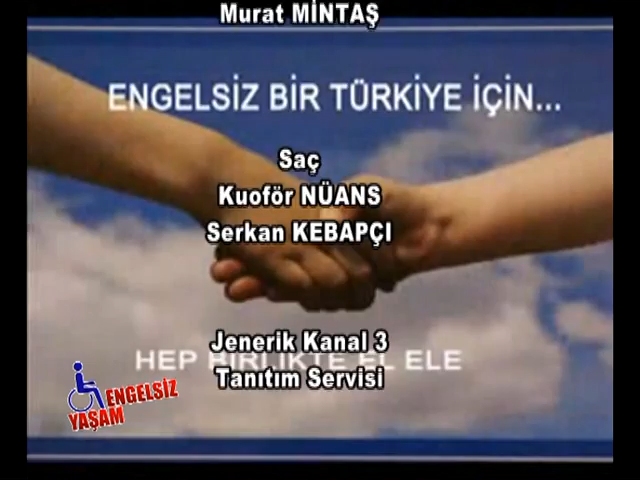 Murat MİNTAŞ
ENGELSİZ BİR TÜRKİYE İÇİN...
Saç
Kuoför NÜANS
Serkan KEBAPÇI
Jenerik Kanal 3
HEP BİRLİKTE EL ELE
Tanıtım Servisi
ENGELSİZ
YAŞAM